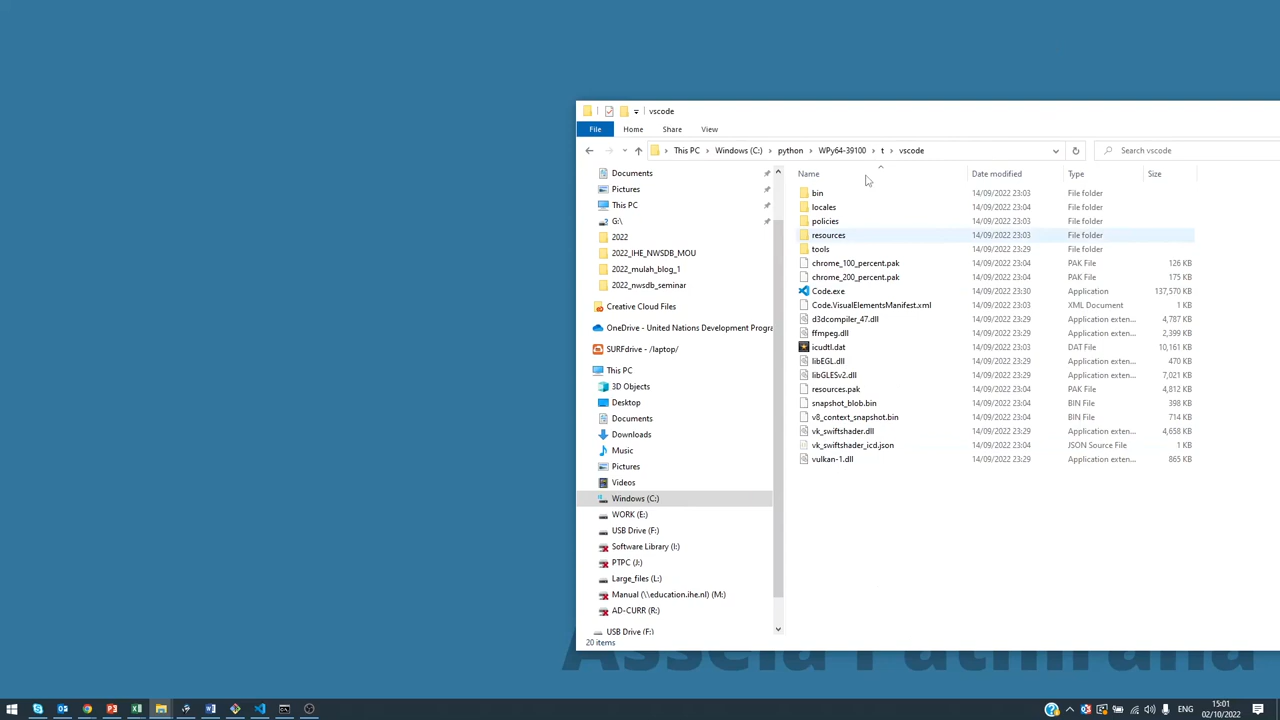 vscode
File Home Share View
This PC Windows (C:) python WPy64-39100 t vscode Search vscode
Name Date modified Type Size
Documents
Pictures
This PC
G:\
2022
2022_IHE_NWSDB_MOU
2022_mulah_blog_1
2022_nwsdb_seminar
Creative Cloud Files
OneDrive - United Nations Development Progra
SURFdrive - /laptop/
This PC
3D Objects
Desktop
Documents
Downloads
Music
Pictures
Videos
Windows (C:)
WORK (E:)
USB Drive (F:)
Software Library (I:)
PTPC (J:)
Large_files (L:)
Manual (\\education.ihe.nl) (M:)
AD-CURR (R:)
USB Drive (F:)
bin 14/09/2022 23:03 File folder
locales 14/09/2022 23:04 File folder
policies 14/09/2022 23:03 File folder
resources 14/09/2022 23:03 File folder
tools 14/09/2022 23:03 File folder
chrome_100_percent.pak 14/09/2022 23:04 PAK File 126 KB
chrome_200_percent.pak 14/09/2022 23:04 PAK File 175 KB
Code.exe 14/09/2022 23:30 Application 137,570 KB
Code.VisualElementsManifest.xml 14/09/2022 23:03 XML Document 1 KB
d3dcompiler_47.dll 14/09/2022 23:29 Application exten... 4,787 KB
ffmpeg.dll 14/09/2022 23:29 Application exten... 2,399 KB
icudtl.dat 14/09/2022 23:03 DAT File 10,161 KB
libEGL.dll 14/09/2022 23:29 Application exten... 470 KB
libGLESv2.dll 14/09/2022 23:29 Application exten... 7,021 KB
resources.pak 14/09/2022 23:04 PAK File 4,812 KB
snapshot_blob.bin 14/09/2022 23:04 BIN File 398 KB
v8_context_snapshot.bin 14/09/2022 23:04 BIN File 714 KB
vk_swiftshader.dll 14/09/2022 23:29 Application exten... 4,658 KB
vk_swiftshader_icd.json 14/09/2022 23:04 JSON Source File 1 KB
vulkan-1.dll 14/09/2022 23:29 Application exten... 865 KB
20 items
ENG
15:01
02/10/2022